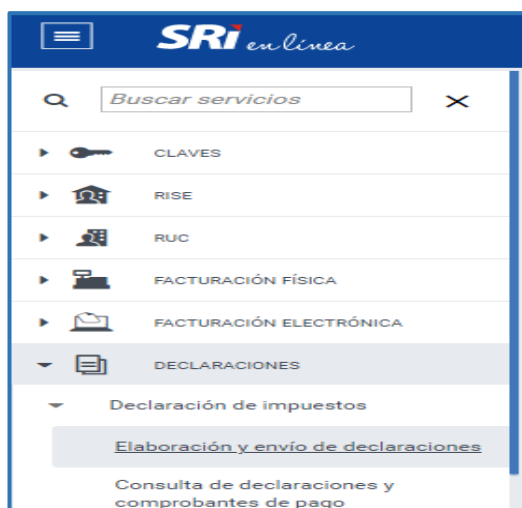 SRi en línea
Buscar servicios
CLAVES
RISE
RUC
FACTURACIÓN FÍSICA
FACTURACIÓN ELECTRÓNICA
DECLARACIONES
Declaración de impuestos
Elaboración y envío de declaraciones
Consulta de declaraciones y
comprobantes de pago